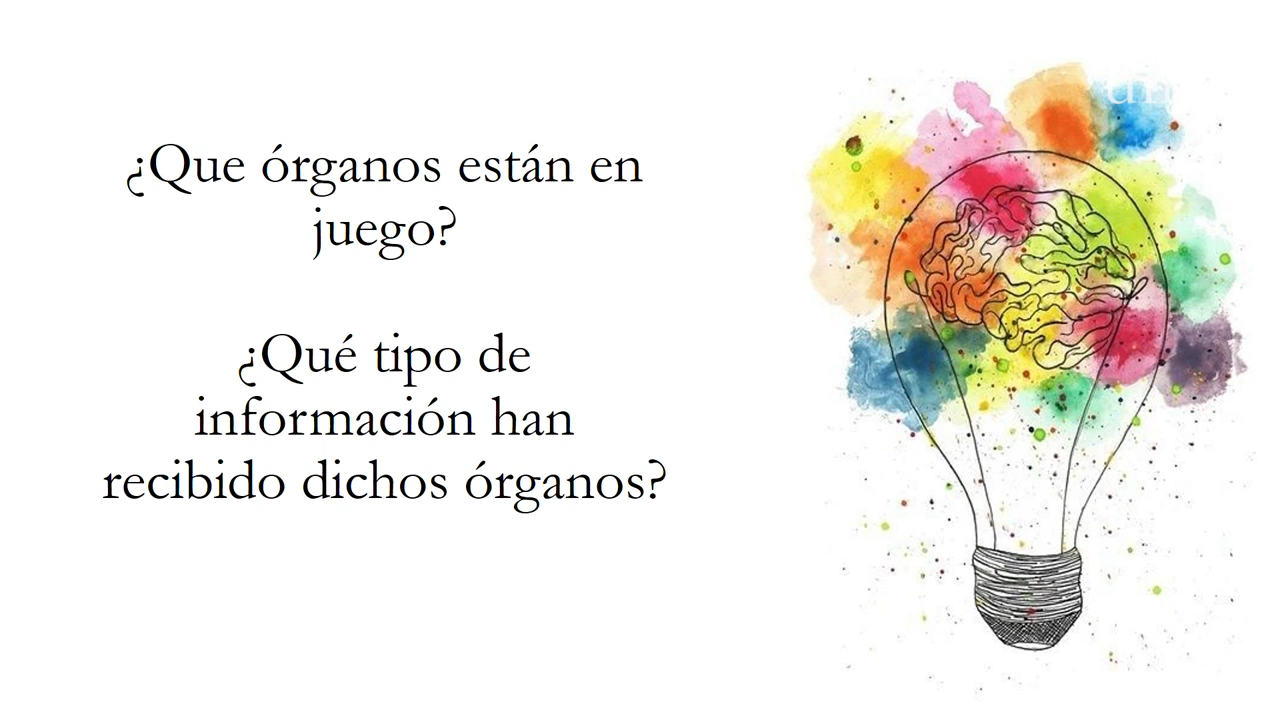 ¿Que órganos están en
juego?
¿Qué tipo de
información han
recibido dichos órganos?